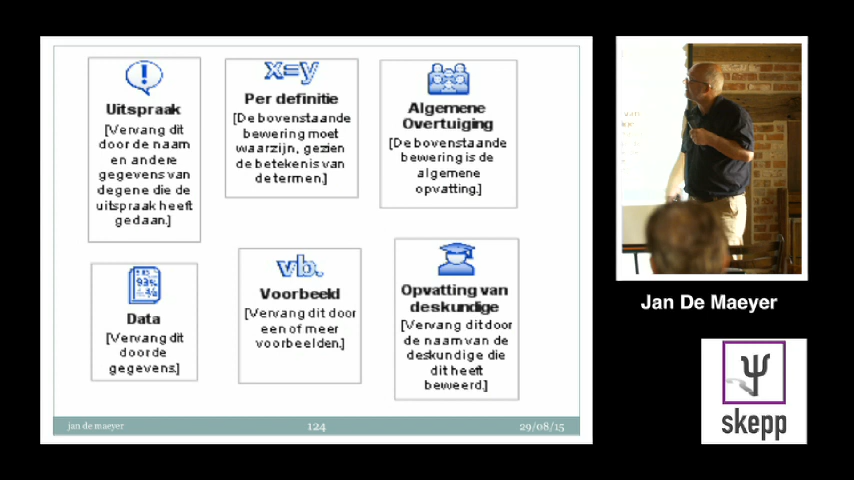 Uitspraak
[Vervang dit
door de naam
en andere
gegevens van
degene die de
uitspraak heeft
gedaan.]
x=y
Per definitie
[De bovenstaande
bewering moet
waar zijn, gezien
de betekenis van
de termen.]
Algemene
Overtuiging
[De bovenstaande
bewering is de
algemene
opvatting.]
93%
Data
[Vervang dit
door de
gegevens.]
vb.
Voorbeeld
[Vervang dit door
een of meer
voorbeelden.]
Opvatting van
deskundige
[Vervang dit door
de naam van de
deskundige die
dit heeft
beweerd.]
jan de maeyer
124
29/08/15
Jan De Maeyer
skepp